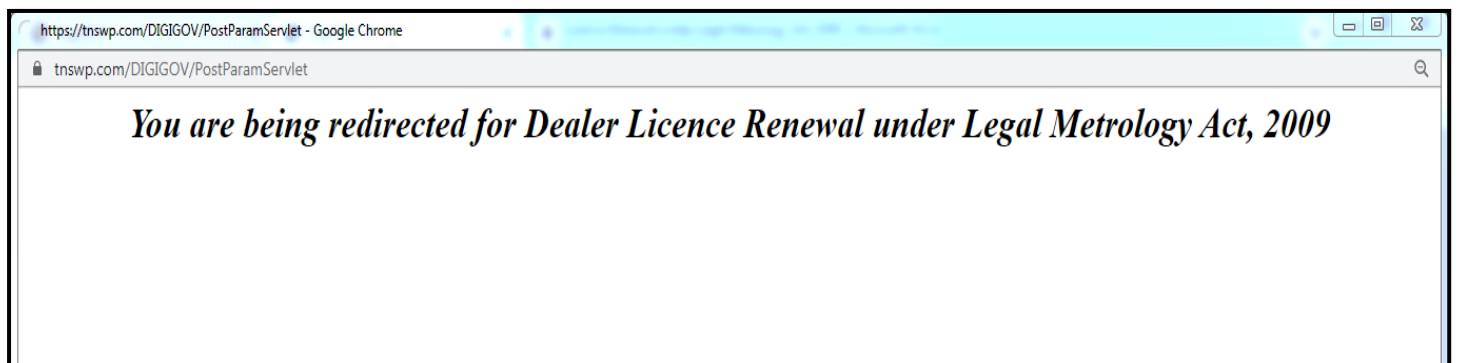 https://tnswp.com/DIGIGOV/PostParamServlet - Google Chrome
tnswp.com/DIGIGOV/PostParamServlet
You are being redirected for Dealer Licence Renewal under Legal Metrology Act, 2009